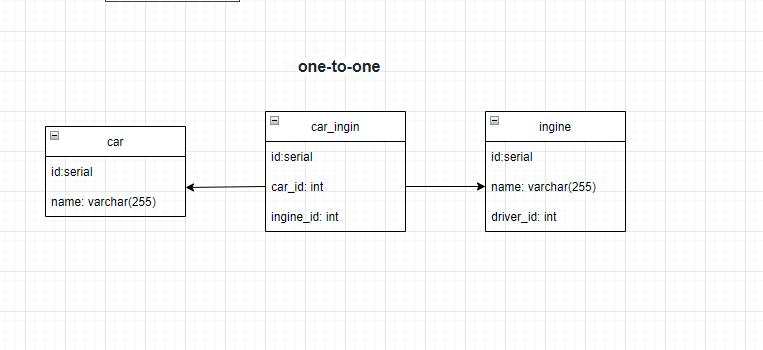 one-to-one
car
id:serial
name: varchar(255)
car_ingin
id:serial
car_id: int
ingine_id: int
ingine
id:serial
name: varchar(255)
driver_id: int